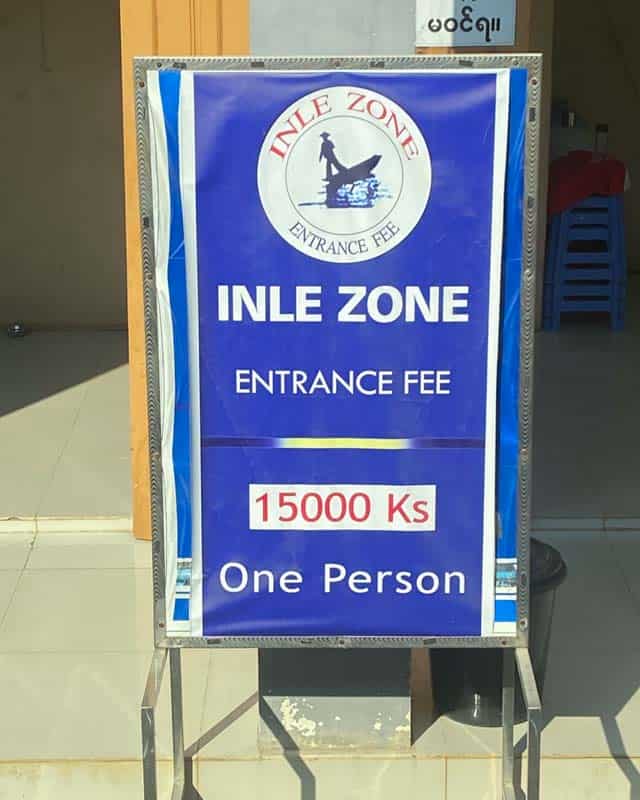 မဝင်ရ။
INLE ZONE
ENTRANCE FEE
INLE ZONE
ENTRANCE FEE
15000 Ks
One Person